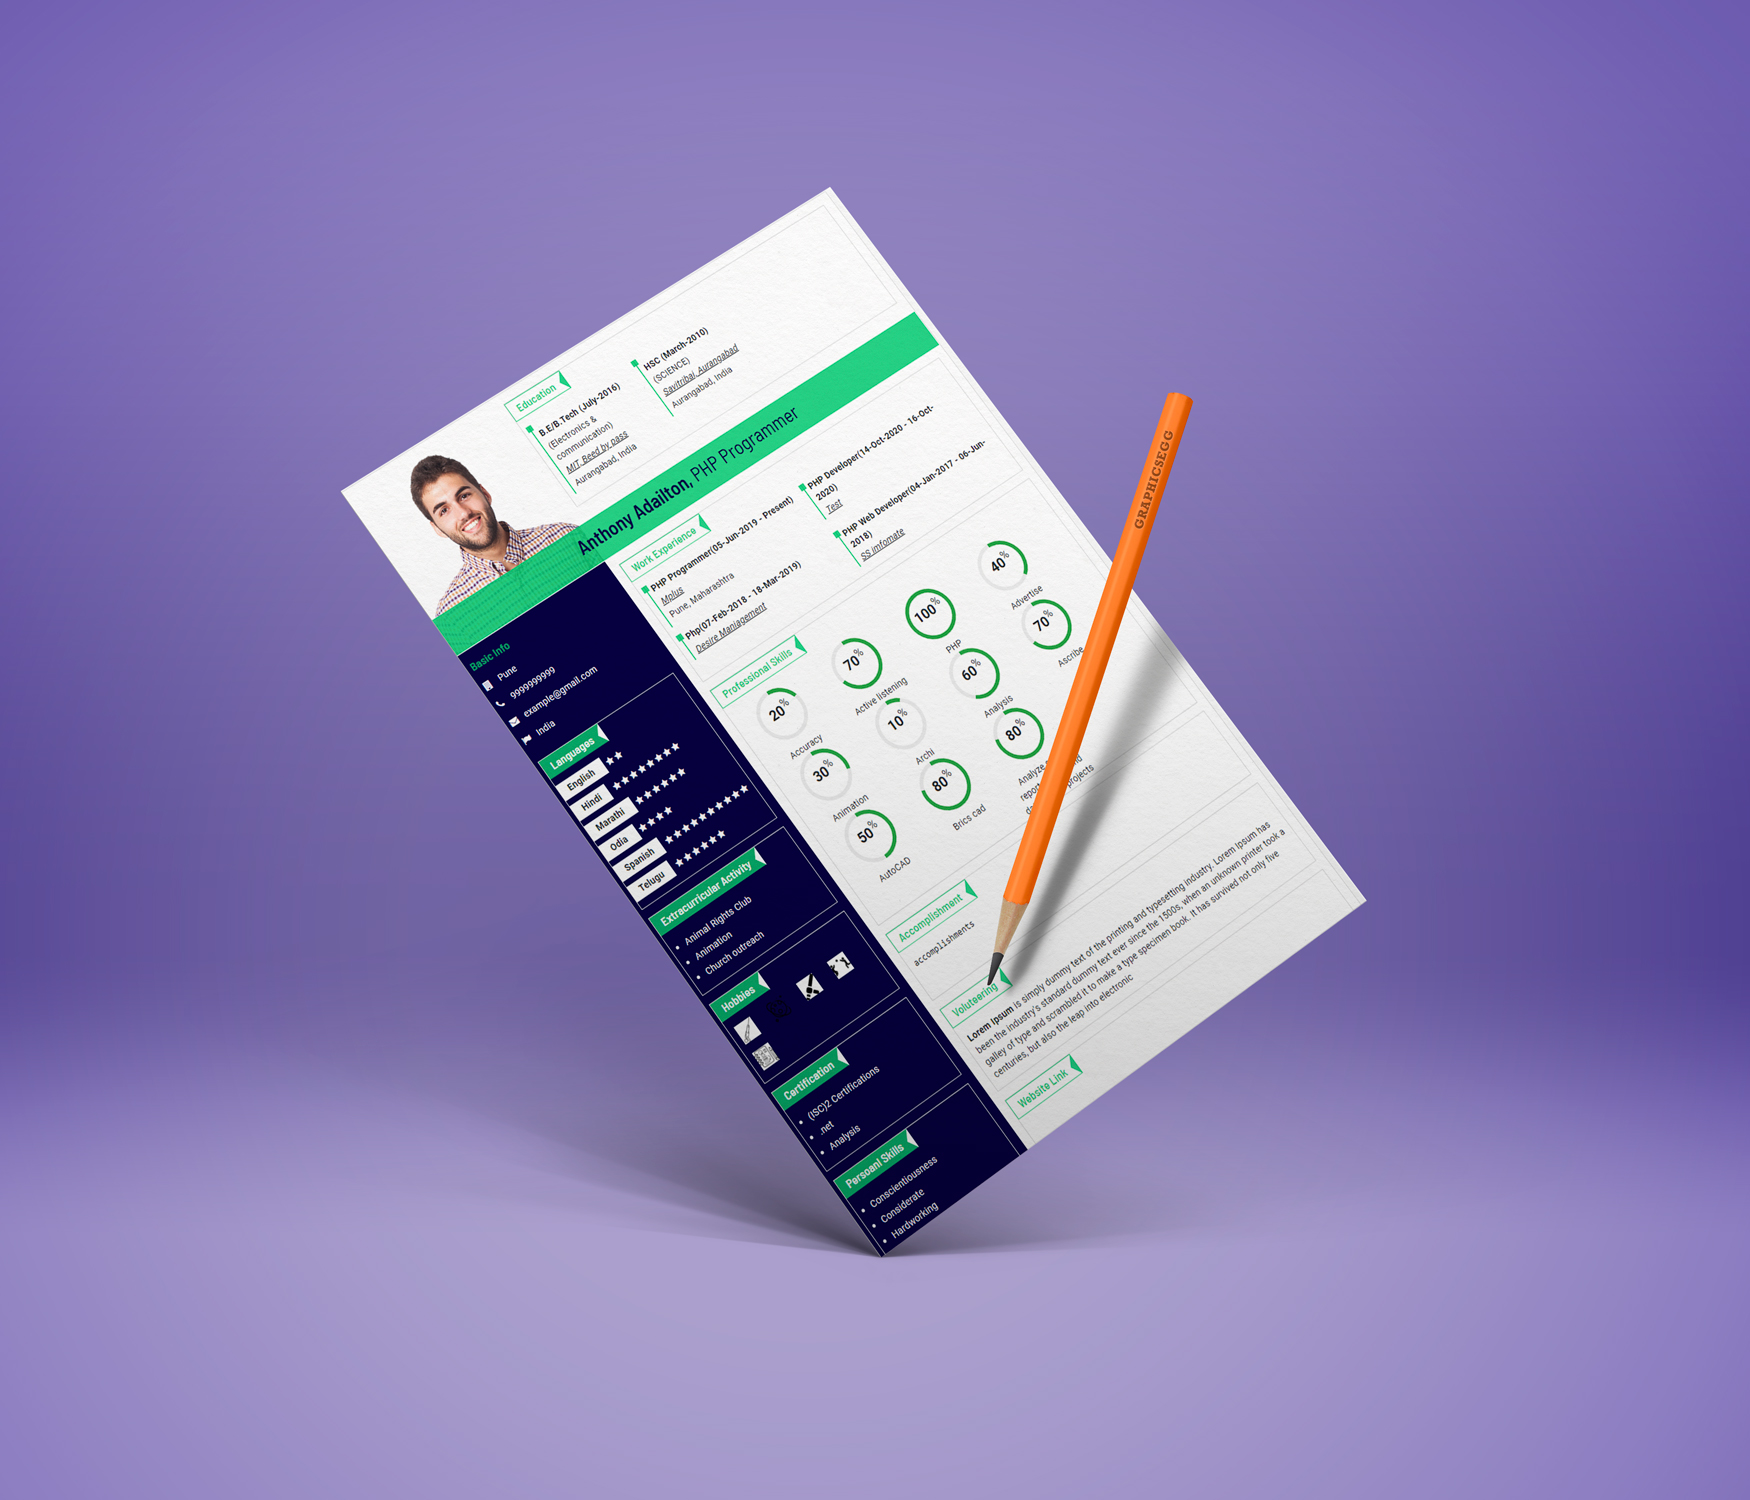 Education
B.E/B.Tech (July-2016)
(Electronics &
communication)
MIT, Beed by pass
Aurangabad, India
HSC (March-2010)
(SCIENCE)
Savitribai, Aurangabad
Aurangabad, India
Anthony Adailton, PHP Programmer
Basic Info
Pune
9999999999
example@gmail.com
India
Languages
English
Hindi
Marathi
Odia
Spanish
Telugu
Extracurricular Activity
Animal Rights Club
Animation
Church outreach
Hobbies
Certification
(ISC)2 Certifications
.net
Analysis
Persoanl Skills
Conscientiousness
Considerate
Hardworking
Work Experience
PHP Programmer(05-Jun-2019 - Present)
Mplus
Pune, Maharashtra
Php(07-Feb-2018 - 18-Mar-2019)
Desire Maniagement
PHP Developer(14-Oct-2020 - 16-Oct-
2020)
Test
PHP Web Developer(04-Jan-2017 - 06-Jun-
2018)
SS imfomate
Professional Skills
20%
Accuracy
70%
Active listening
100%
PHP
40%
Advertise
30%
Animation
10%
Archi
60%
Analysis
70%
Ascribe
50%
AutoCAD
80%
Brics cad
80%
Analyze
projects
Accomplishment
accomplishments
Voluteering
Lorem Ipsum is simply dummy text of the printing and typesetting industry. Lorem Ipsum has
been the industry's standard dummy text ever since the 1500s, when an unknown printer took a
galley of type and scrambled it to make a type specimen book. It has survived not only five
centuries, but also the leap into electronic
Website Link
GRAPHICSEGG